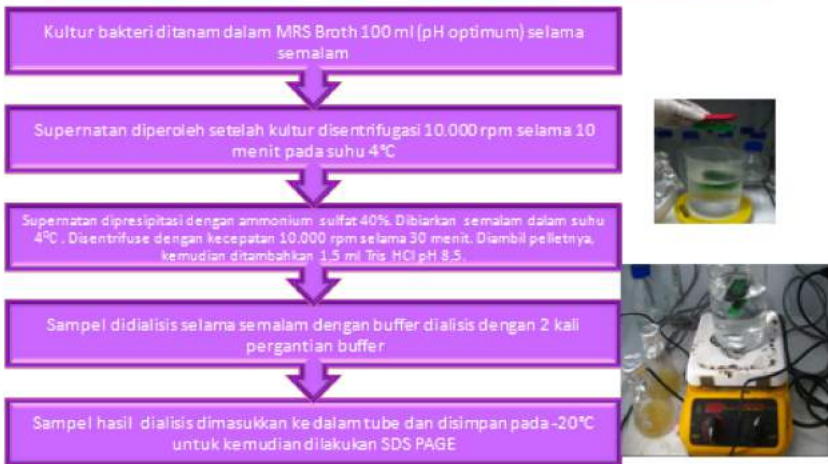 Kultur bakteri ditanam dalam MRS Broth 100 ml (pH optimum) selama
semalam
Supernatan diperoleh setelah kultur disentrifugasi 10.000 rpm selama 10
menit pada suhu 4°C
Supernatan dipresipitasi dengan ammonium sulfat 40%. Dibiarkan semalam dalam suhu
4⁰C . Disentrifuse dengan kecepatan 10.000 rpm selama 30 menit. Diambil pelletnya,
kemudian ditambahkan 1,5 ml Tris HCl pH 8,5.
Sampel didialisis selama semalam dengan buffer dialisis dengan 2 kali
pergantian buffer
Sampel hasil dialisis dimasukkan ke dalam tube dan disimpan pada -20°C
untuk kemudian dilakukan SDS PAGE